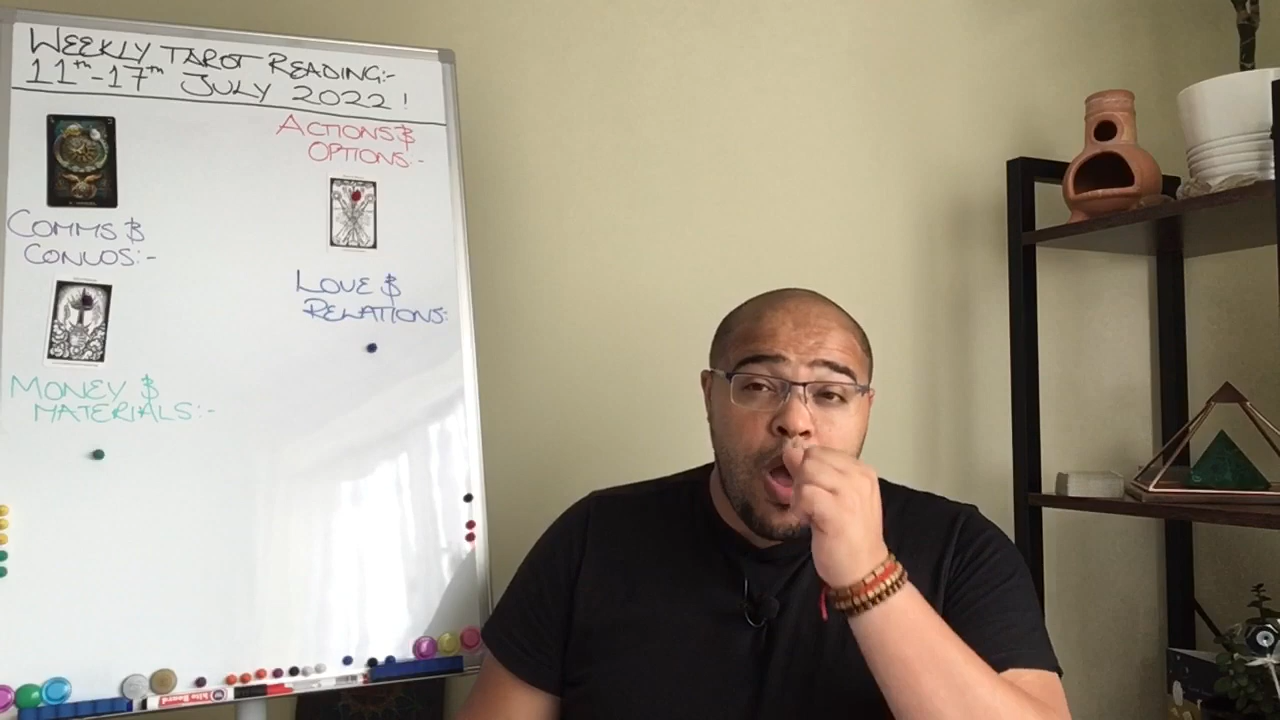 WEEKLY TAROT READING:-
11th-17th JULY 2022!
ACTIONS &
OPTIONS:-
COMMS &
CONVOS:-
LOVE &
RELATIONS:
MONEY &
MATERIALS:-